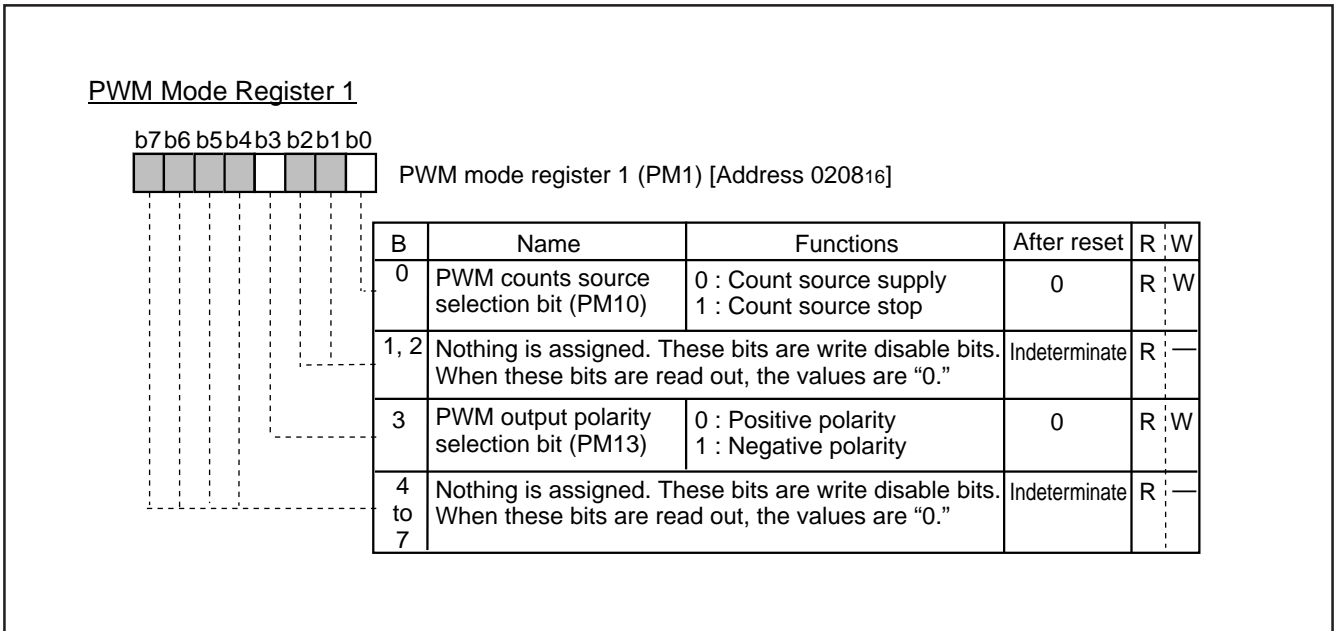 PWM Mode Register 1
b7 b6 b5 b4 b3 b2 b1 b0
PWM mode register 1 (PM1) [Address 020816]
B Name Functions After reset R W
0 PWM counts source selection bit (PM10) 0 : Count source supply 1 : Count source stop 0 R W
1, 2 Nothing is assigned. These bits are write disable bits. When these bits are read out, the values are “0.” Indeterminate R —
3 PWM output polarity selection bit (PM13) 0 : Positive polarity 1 : Negative polarity 0 R W
4 to 7 Nothing is assigned. These bits are write disable bits. When these bits are read out, the values are “0.” Indeterminate R —